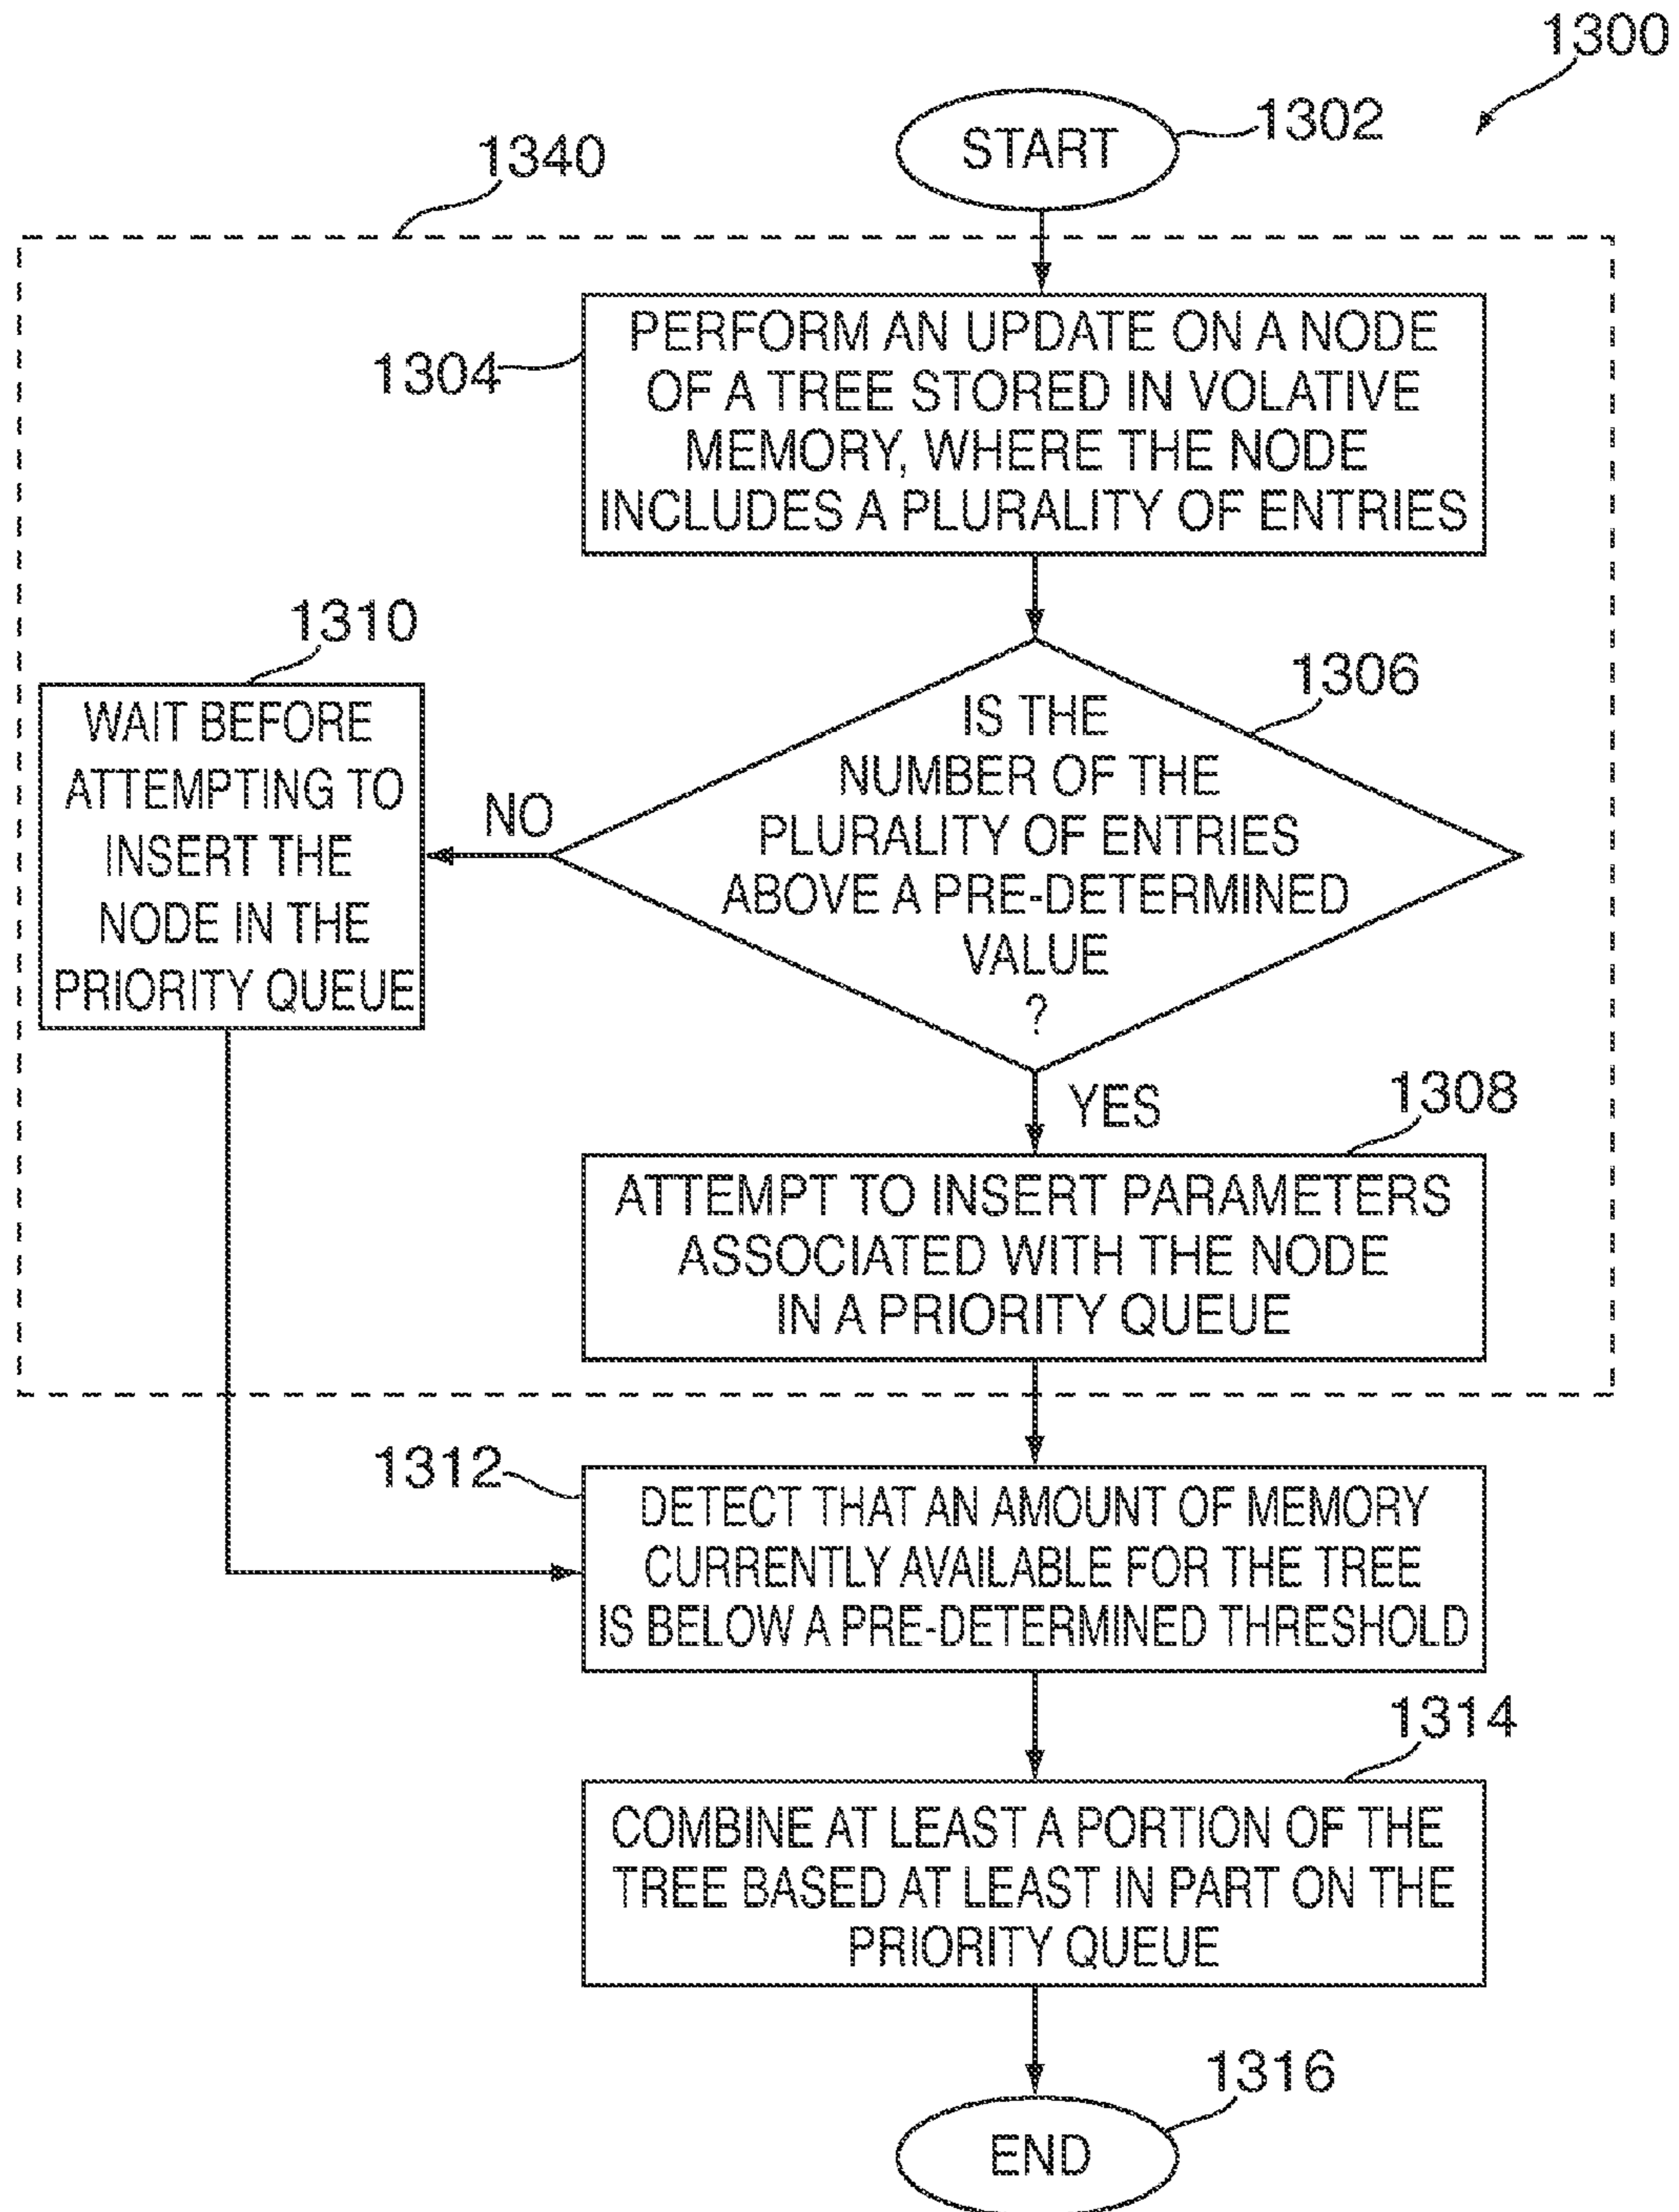 1300
START
1302
1340
PERFORM AN UPDATE ON A NODE
OF A TREE STORED IN VOLATIVE
MEMORY, WHERE THE NODE
INCLUDES A PLURALITY OF ENTRIES
1304
1310
WAIT BEFORE
ATTEMPTING TO
INSERT THE
NODE IN THE
PRIORITY QUEUE
NO
1306
IS THE
NUMBER OF THE
PLURALITY OF ENTRIES
ABOVE A PRE-DETERMINED
VALUE
?
YES
1308
ATTEMPT TO INSERT PARAMETERS
ASSOCIATED WITH THE NODE
IN A PRIORITY QUEUE
1312
DETECT THAT AN AMOUNT OF MEMORY
CURRENTLY AVAILABLE FOR THE TREE
IS BELOW A PRE-DETERMINED THRESHOLD
1314
COMBINE AT LEAST A PORTION OF THE
TREE BASED AT LEAST IN PART ON THE
PRIORITY QUEUE
1316
END